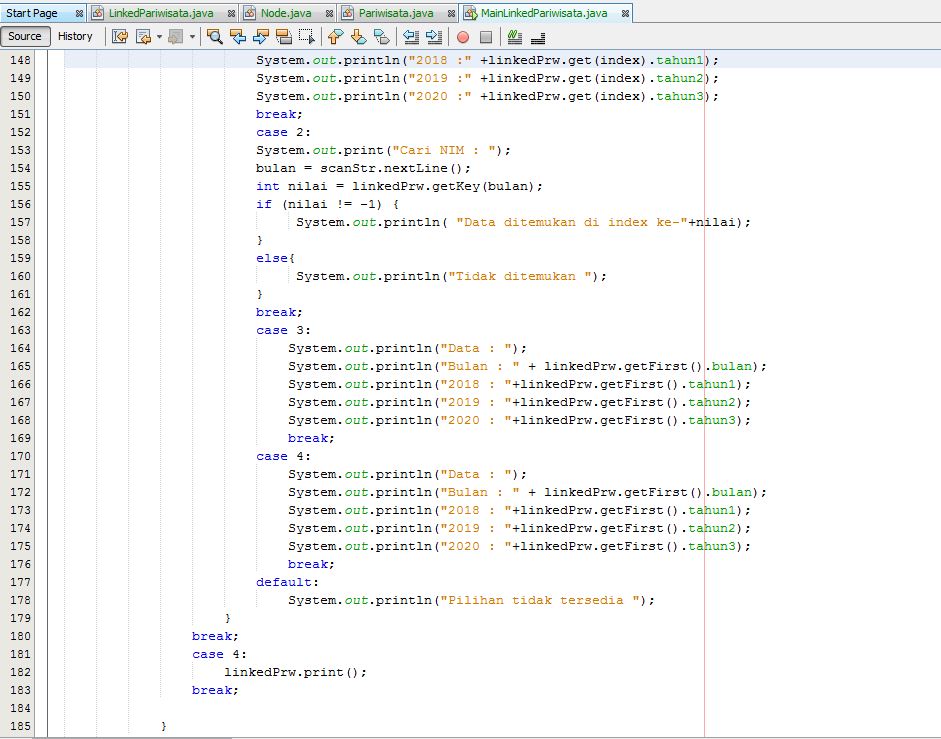 Start Page LinkedPariwisata.java Node.java Pariwisata.java MainLinkedPariwisata.java
Source History
148 System.out.println("2018 :" +linkedPrw.get(index).tahun1);
149 System.out.println("2019 :" +linkedPrw.get(index).tahun2);
150 System.out.println("2020 :" +linkedPrw.get(index).tahun3);
151 break;
152 case 2:
153 System.out.print("Cari NIM : ");
154 bulan = scanStr.nextLine();
155 int nilai = linkedPrw.getKey(bulan);
156 if (nilai != -1) {
157 System.out.println( "Data ditemukan di index ke-"+nilai);
158 }
159 else{
160 System.out.println("Tidak ditemukan ");
161 }
162 break;
163 case 3:
164 System.out.println("Data : ");
165 System.out.println("Bulan : " + linkedPrw.getFirst().bulan);
166 System.out.println("2018 : "+linkedPrw.getFirst().tahun1);
167 System.out.println("2019 : "+linkedPrw.getFirst().tahun2);
168 System.out.println("2020 : "+linkedPrw.getFirst().tahun3);
169 break;
170 case 4:
171 System.out.println("Data : ");
172 System.out.println("Bulan : " + linkedPrw.getFirst().bulan);
173 System.out.println("2018 : "+linkedPrw.getFirst().tahun1);
174 System.out.println("2019 : "+linkedPrw.getFirst().tahun2);
175 System.out.println("2020 : "+linkedPrw.getFirst().tahun3);
176 break;
177 default:
178 System.out.println("Pilihan tidak tersedia ");
179 }
180 break;
181 case 4:
182 linkedPrw.print();
183 break;
184
185 }